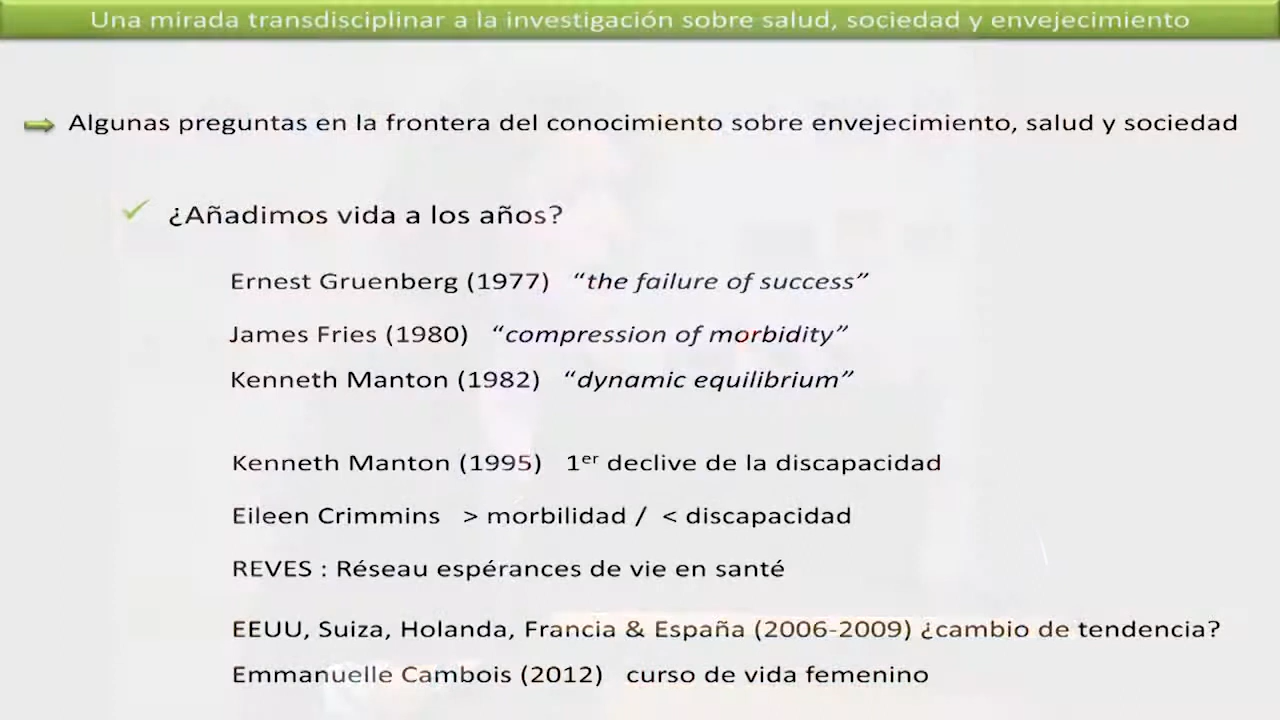 Una mirada transdisciplinar a la investigación sobre salud, sociedad y envejecimiento
Algunas preguntas en la frontera del conocimiento sobre envejecimiento, salud y sociedad
¿Añadimos vida a los años?
Ernest Gruenberg (1977) “the failure of success”
James Fries (1980) “compression of morbidity”
Kenneth Manton (1982) “dynamic equilibrium”
Kenneth Manton (1995) 1er declive de la discapacidad
Eileen Crimmins > morbilidad / < discapacidad
REVES : Réseau espérances de vie en santé
EEUU, Suiza, Holanda, Francia & España (2006-2009) ¿cambio de tendencia?
Emmanuelle Cambois (2012) curso de vida femenino